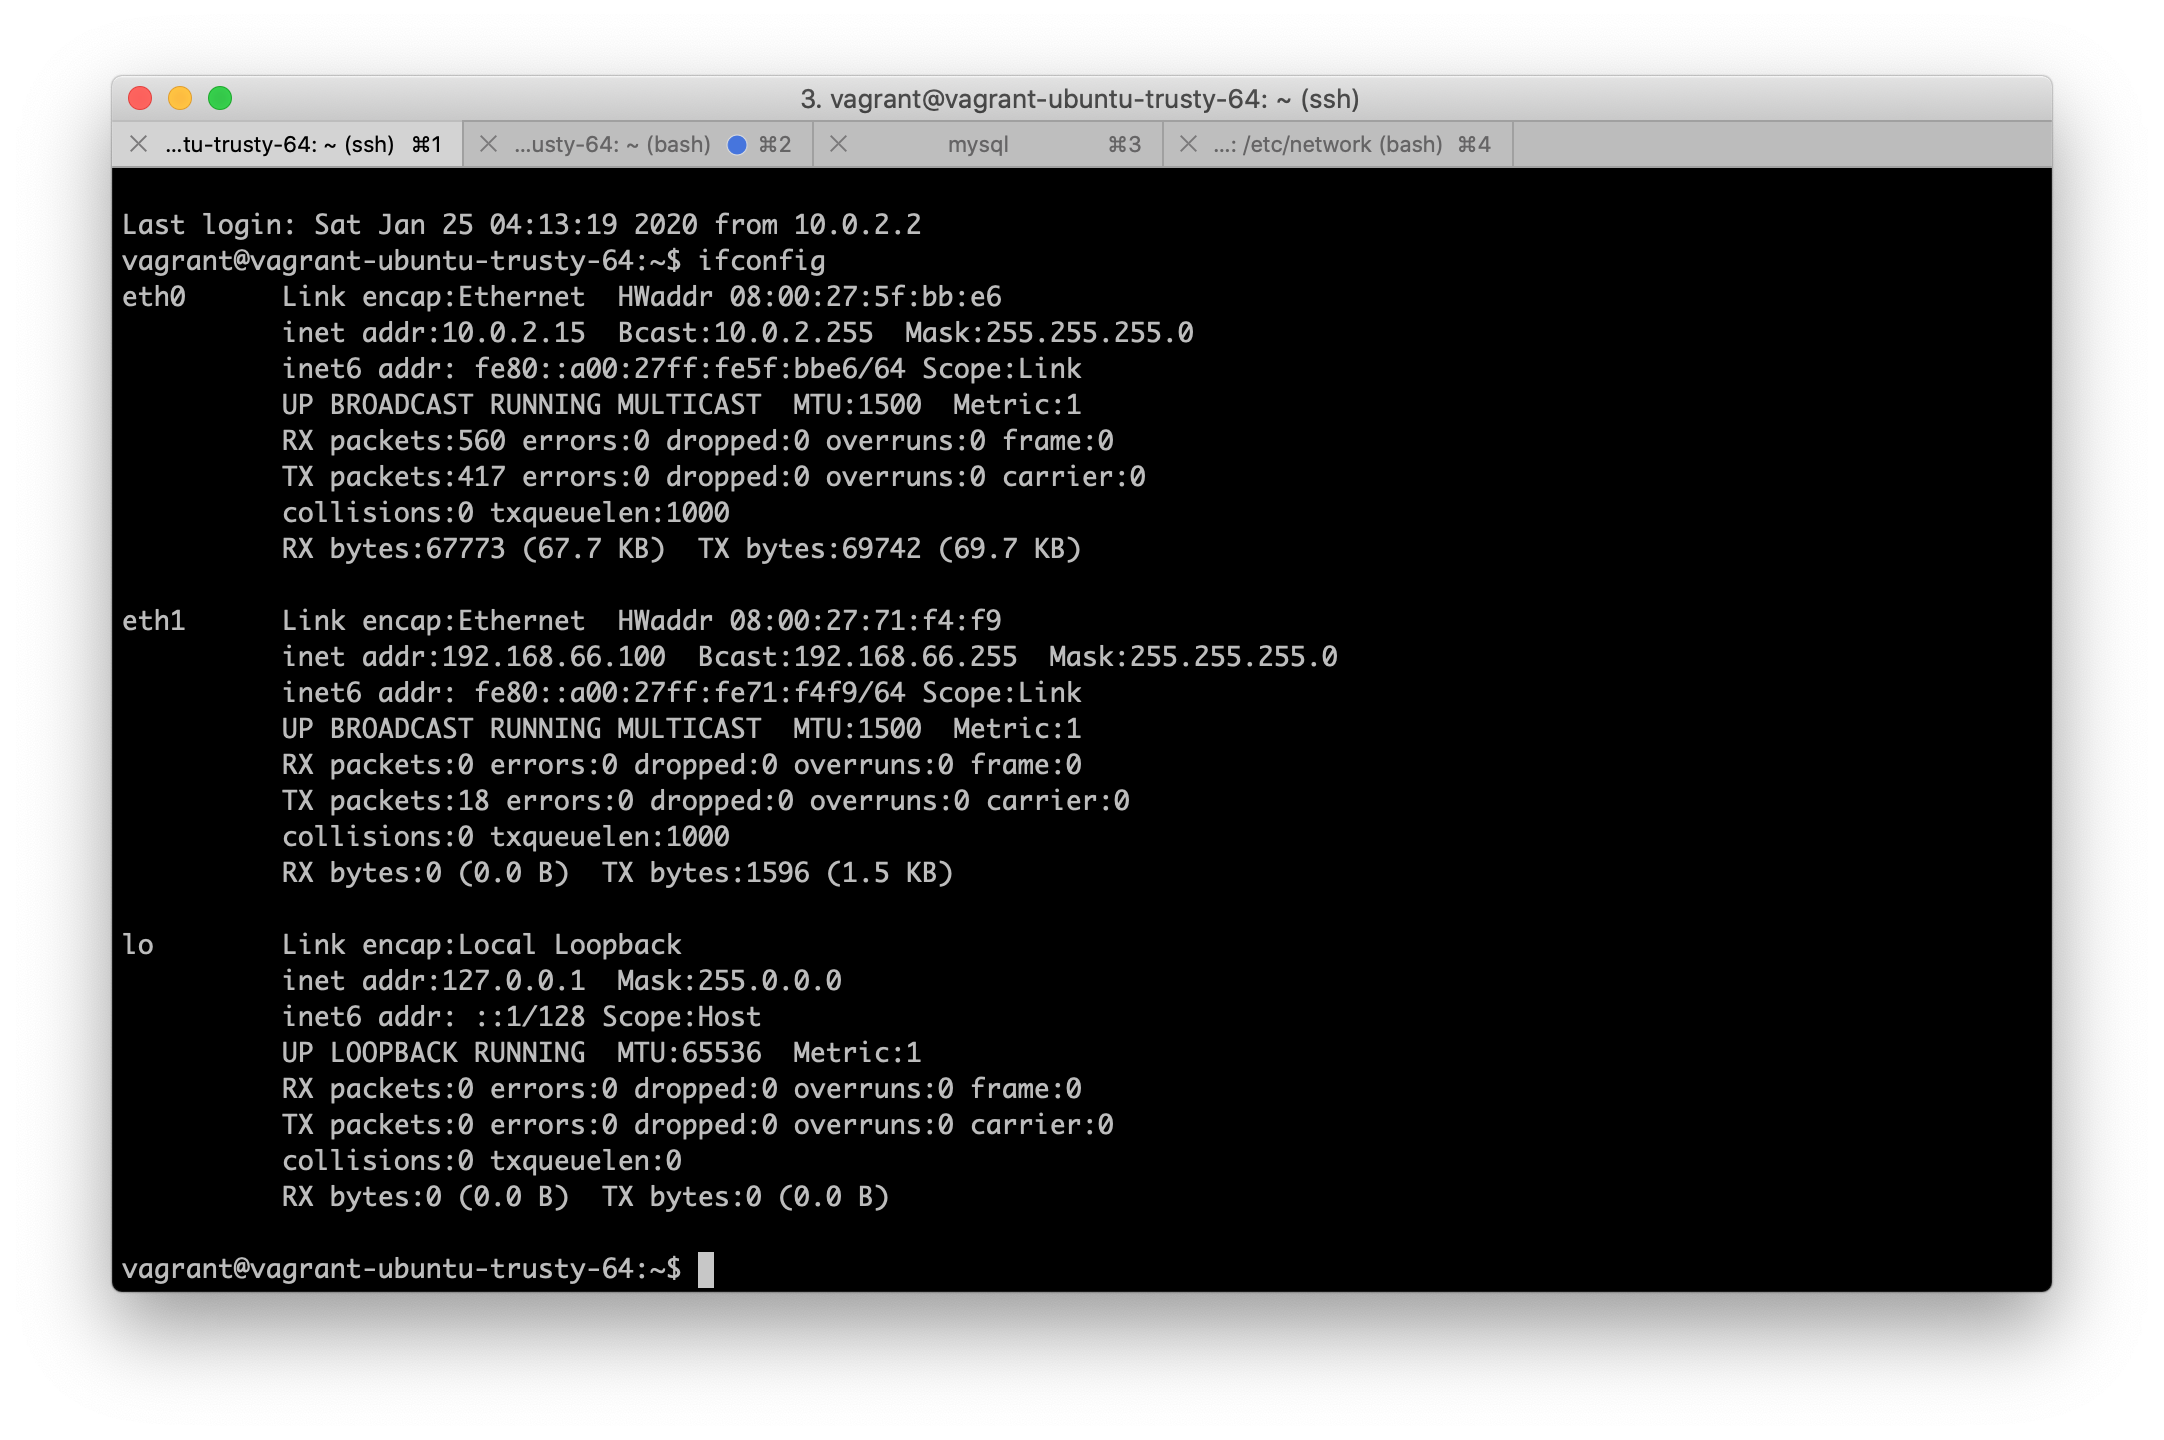 3. vagrant@vagrant-ubuntu-trusty-64: ~ (ssh)
...tu-trusty-64: ~ (ssh) ⌘1 ...usty-64: ~ (bash) ⌘2 mysql ⌘3 ...: /etc/network (bash) ⌘4
Last login: Sat Jan 25 04:13:19 2020 from 10.0.2.2
vagrant@vagrant-ubuntu-trusty-64:~$ ifconfig
eth0      Link encap:Ethernet  HWaddr 08:00:27:5f:bb:e6
          inet addr:10.0.2.15  Bcast:10.0.2.255  Mask:255.255.255.0
          inet6 addr: fe80::a00:27ff:fe5f:bbe6/64 Scope:Link
          UP BROADCAST RUNNING MULTICAST  MTU:1500  Metric:1
          RX packets:560 errors:0 dropped:0 overruns:0 frame:0
          TX packets:417 errors:0 dropped:0 overruns:0 carrier:0
          collisions:0 txqueuelen:1000
          RX bytes:67773 (67.7 KB)  TX bytes:69742 (69.7 KB)
eth1      Link encap:Ethernet  HWaddr 08:00:27:71:f4:f9
          inet addr:192.168.66.100  Bcast:192.168.66.255  Mask:255.255.255.0
          inet6 addr: fe80::a00:27ff:fe71:f4f9/64 Scope:Link
          UP BROADCAST RUNNING MULTICAST  MTU:1500  Metric:1
          RX packets:0 errors:0 dropped:0 overruns:0 frame:0
          TX packets:18 errors:0 dropped:0 overruns:0 carrier:0
          collisions:0 txqueuelen:1000
          RX bytes:0 (0.0 B)  TX bytes:1596 (1.5 KB)
lo        Link encap:Local Loopback
          inet addr:127.0.0.1  Mask:255.0.0.0
          inet6 addr: ::1/128 Scope:Host
          UP LOOPBACK RUNNING  MTU:65536  Metric:1
          RX packets:0 errors:0 dropped:0 overruns:0 frame:0
          TX packets:0 errors:0 dropped:0 overruns:0 carrier:0
          collisions:0 txqueuelen:0
          RX bytes:0 (0.0 B)  TX bytes:0 (0.0 B)
vagrant@vagrant-ubuntu-trusty-64:~$